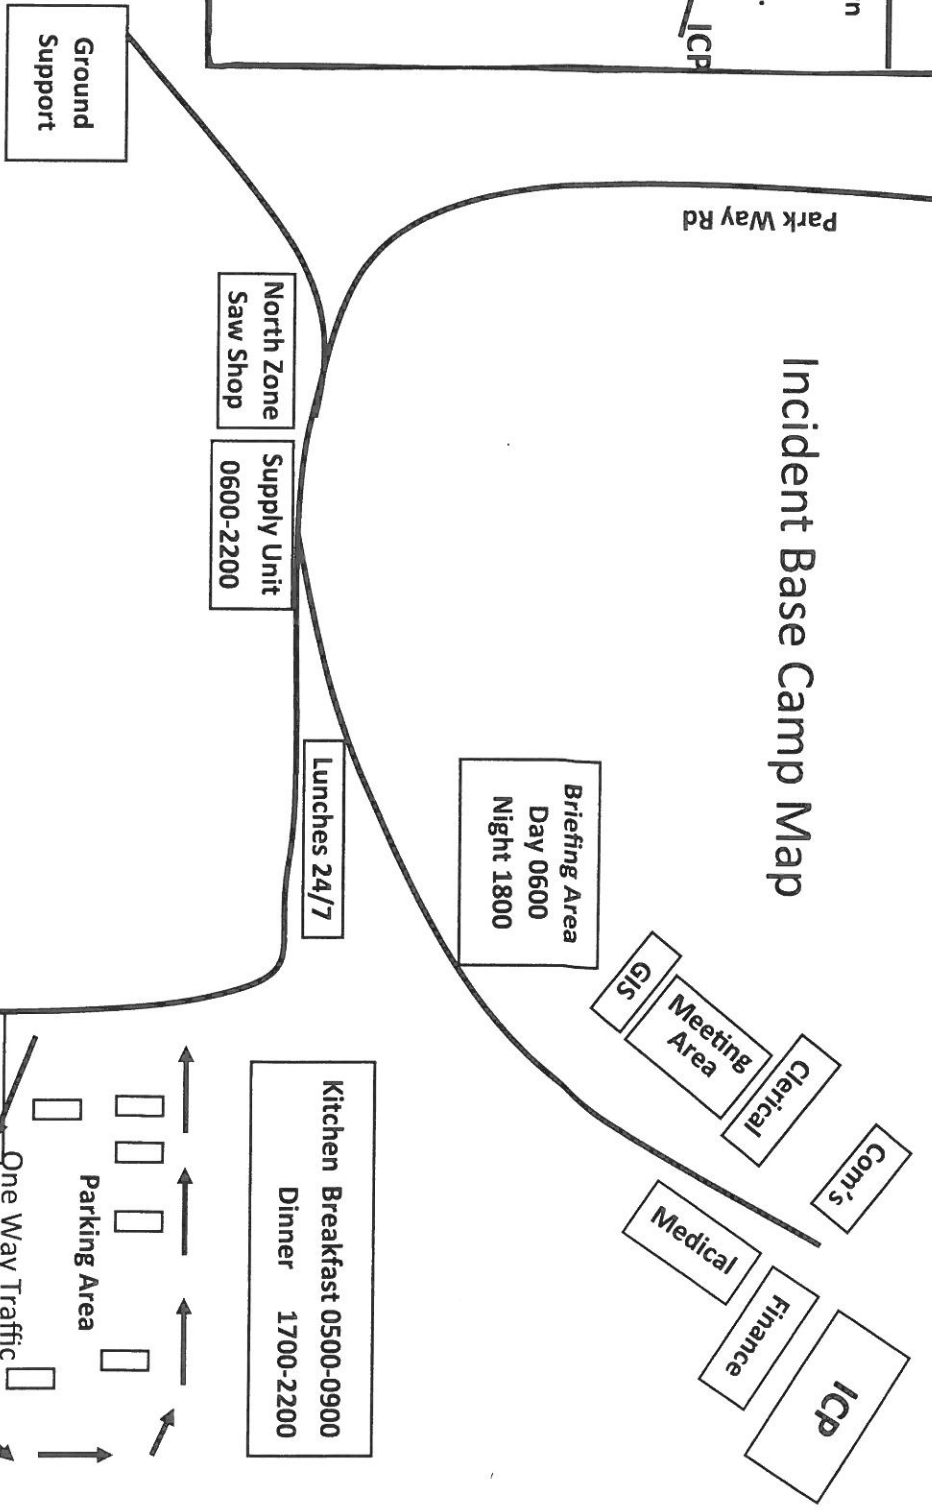 Incident Base Camp Map
ICP
Park Way Rd
Ground
Support
North Zone
Saw Shop
Supply Unit
0600-2200
Lunches 24/7
Briefing Area
Day 0600
Night 1800
GIS
Meeting
Area
Clerical
Com's
Medical
Finance
ICP
Kitchen Breakfast 0500-0900
Dinner 1700-2200
Parking Area
One Way Traffic